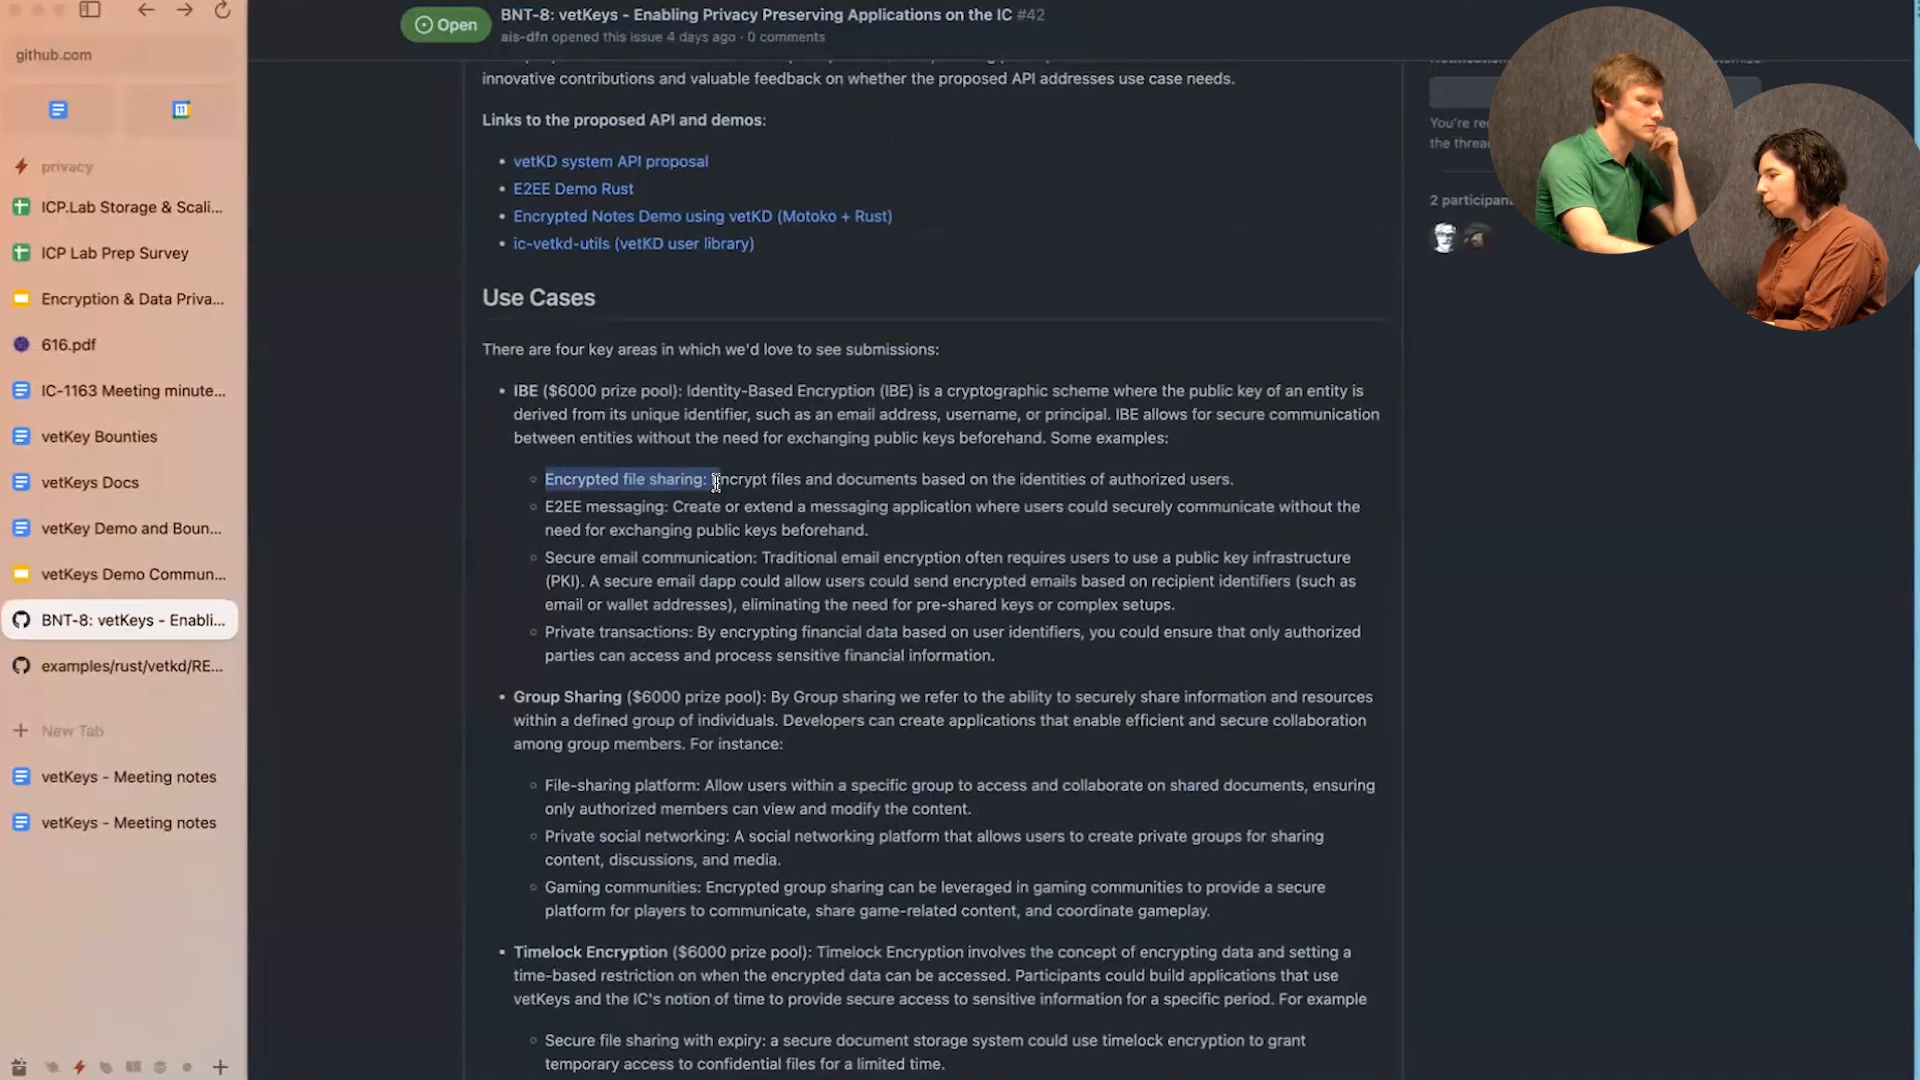 github.com
11
privacy
ICP.Lab Storage & Scali...
ICP Lab Prep Survey
Encryption & Data Priva...
616.pdf
IC-1163 Meeting minute...
vetKey Bounties
vetKeys Docs
vetKey Demo and Boun...
vetKeys Demo Commun...
BNT-8: vetKeys - Enabli...
examples/rust/vetkd/RE...
New Tab
vetKeys - Meeting notes
vetKeys - Meeting notes
Open
BNT-8: vetKeys - Enabling Privacy Preserving Applications on the IC #42
ais-dfn opened this issue 4 days ago · 0 comments
innovative contributions and valuable feedback on whether the proposed API addresses use case needs.
Links to the proposed API and demos:
• vetKD system API proposal
• E2EE Demo Rust
• Encrypted Notes Demo using vetKD (Motoko + Rust)
• ic-vetkd-utils (vetKD user library)
Use Cases
There are four key areas in which we'd love to see submissions:
• IBE ($6000 prize pool): Identity-Based Encryption (IBE) is a cryptographic scheme where the public key of an entity is
derived from its unique identifier, such as an email address, username, or principal. IBE allows for secure communication
between entities without the need for exchanging public keys beforehand. Some examples:
◦ Encrypted file sharing: Encrypt files and documents based on the identities of authorized users.
◦ E2EE messaging: Create or extend a messaging application where users could securely communicate without the
need for exchanging public keys beforehand.
◦ Secure email communication: Traditional email encryption often requires users to use a public key infrastructure
(PKI). A secure email dapp could allow users could send encrypted emails based on recipient identifiers (such as
email or wallet addresses), eliminating the need for pre-shared keys or complex setups.
◦ Private transactions: By encrypting financial data based on user identifiers, you could ensure that only authorized
parties can access and process sensitive financial information.
• Group Sharing ($6000 prize pool): By Group sharing we refer to the ability to securely share information and resources
within a defined group of individuals. Developers can create applications that enable efficient and secure collaboration
among group members. For instance:
◦ File-sharing platform: Allow users within a specific group to access and collaborate on shared documents, ensuring
only authorized members can view and modify the content.
◦ Private social networking: A social networking platform that allows users to create private groups for sharing
content, discussions, and media.
◦ Gaming communities: Encrypted group sharing can be leveraged in gaming communities to provide a secure
platform for players to communicate, share game-related content, and coordinate gameplay.
• Timelock Encryption ($6000 prize pool): Timelock Encryption involves the concept of encrypting data and setting a
time-based restriction on when the encrypted data can be accessed. Participants could build applications that use
vetKeys and the IC's notion of time to provide secure access to sensitive information for a specific period. For example
◦ Secure file sharing with expiry: a secure document storage system could use timelock encryption to grant
temporary access to confidential files for a limited time.
You're re
the threa
2 participan